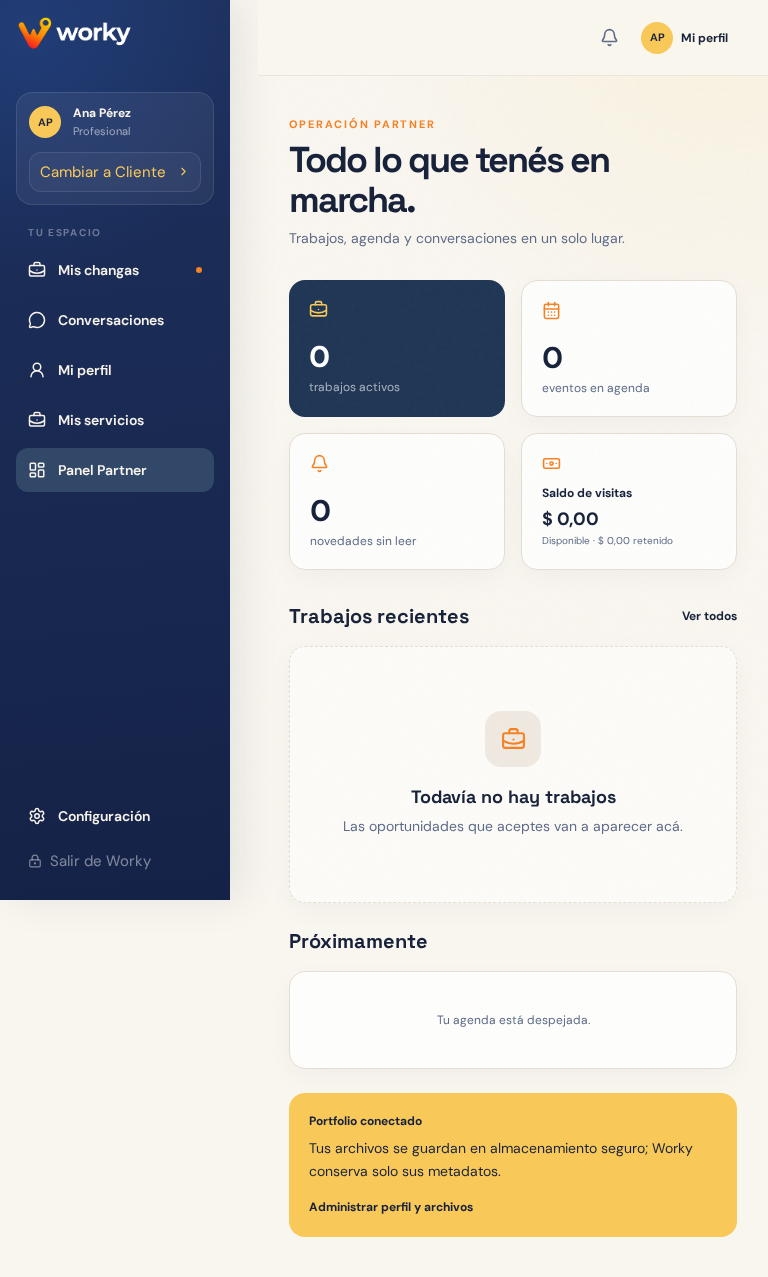 worky
AP
Ana Pérez
Profesional
Cambiar a Cliente
TU ESPACIO
Mis changas
Conversaciones
Mi perfil
Mis servicios
Panel Partner
Configuración
Salir de Worky
AP
Mi perfil
OPERACIÓN PARTNER
Todo lo que tenés en
marcha.
Trabajos, agenda y conversaciones en un solo lugar.
0
trabajos activos
0
eventos en agenda
0
novedades sin leer
Saldo de visitas
$ 0,00
Disponible · $ 0,00 retenido
Trabajos recientes
Ver todos
Todavía no hay trabajos
Las oportunidades que aceptes van a aparecer acá.
Próximamente
Tu agenda está despejada.
Portfolio conectado
Tus archivos se guardan en almacenamiento seguro; Worky
conserva solo sus metadatos.
Administrar perfil y archivos